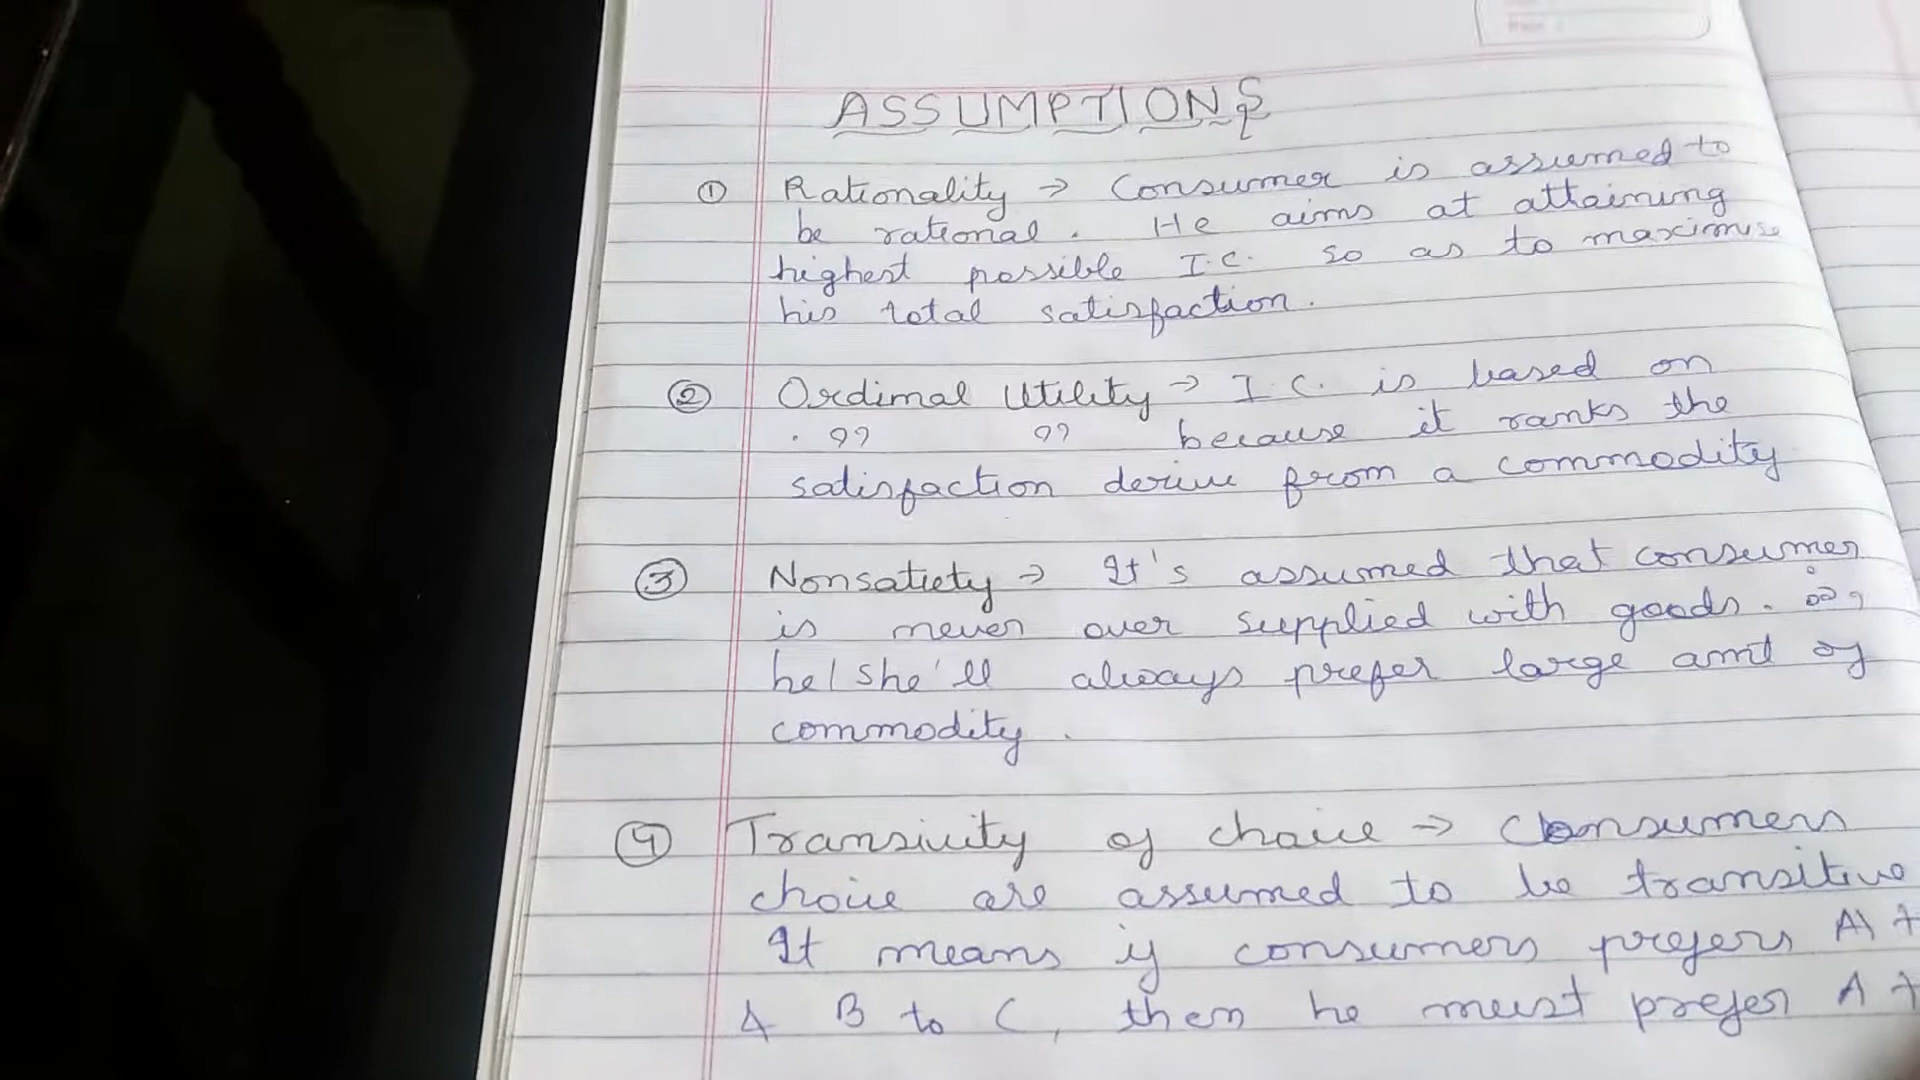 ASSUMPTIONS
① Rationality → Consumer is assumed to
be rational. He aims at attaining
highest possible I.C. so as to maximise
his total satisfaction.
② Ordinal Utility → I.C. is based on
" " because it ranks the
satisfaction derive from a commodity
③ Nonsatiety → It's assumed that consumer
is never over supplied with goods.
he/she'll always prefer large amt of
commodity.
④ Transivity of choice → Consumers
choice are assumed to be transitive
It means if consumers prefers A
& B to C, then he must prefer A